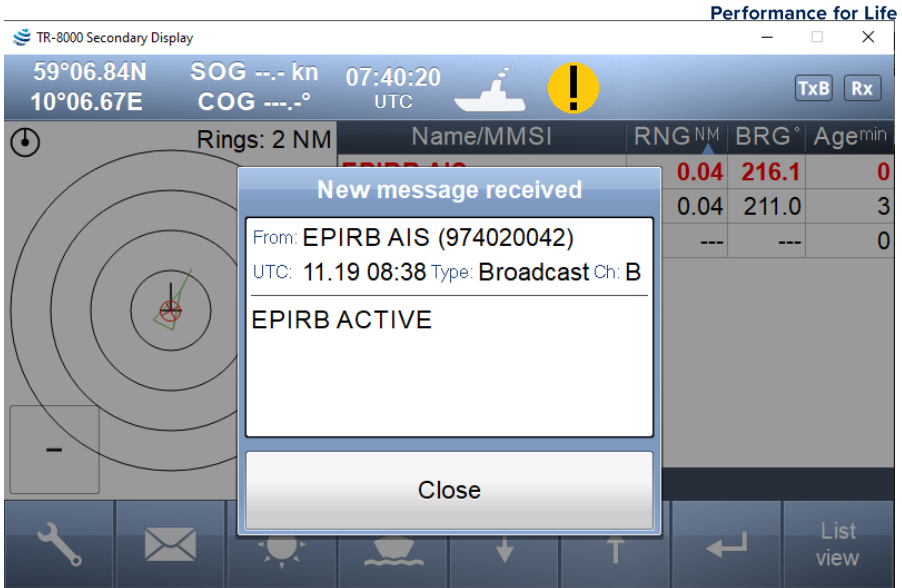 Performance for Life
TR-8000 Secondary Display
59°06.84N SOG --.- kn 07:40:20
10°06.67E COG ---.-° UTC
TxB Rx
Rings: 2 NM Name/MMSI RNG NM BRG° Age min
EPIRB AIS 0.04 216.1 0
0.04 211.0 3
--- --- 0
New message received
From: EPIRB AIS (974020042)
UTC: 11.19 08:38 Type: Broadcast Ch: B
EPIRB ACTIVE
Close
List
view